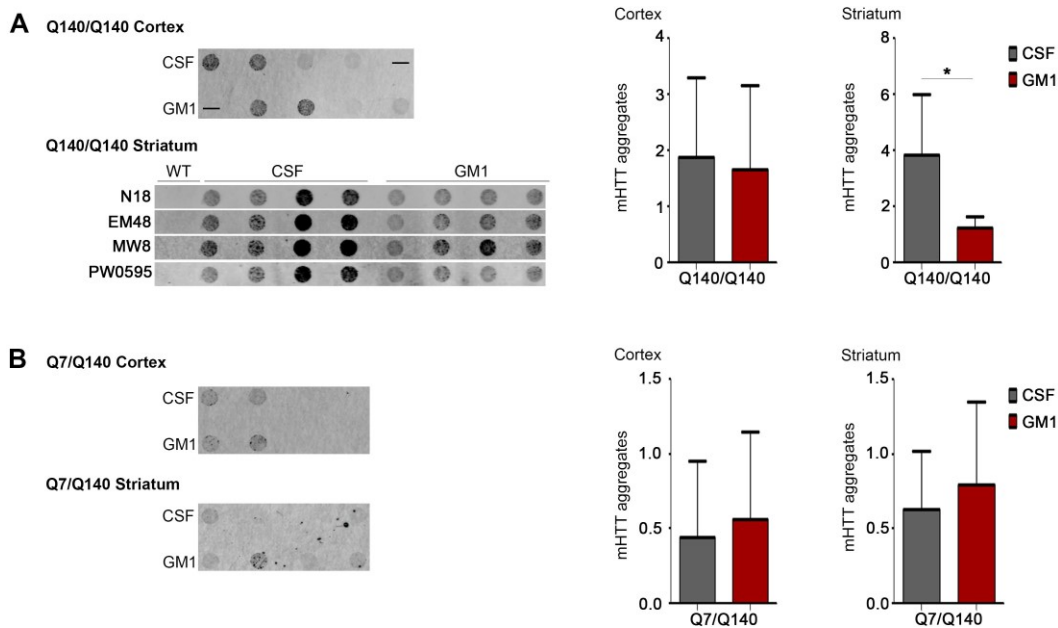 A
Q140/Q140 Cortex
CSF
GM1
Q140/Q140 Striatum
WT CSF GM1
N18
EM48
MW8
PW0595
Cortex
mHTT aggregates
4
3
2
1
0
Q140/Q140
Striatum
mHTT aggregates
8
6
4
2
0
*
Q140/Q140
CSF
GM1
B
Q7/Q140 Cortex
CSF
GM1
Q7/Q140 Striatum
CSF
GM1
Cortex
mHTT aggregates
1.5
1.0
0.5
0.0
Q7/Q140
Striatum
mHTT aggregates
1.5
1.0
0.5
0.0
Q7/Q140
CSF
GM1